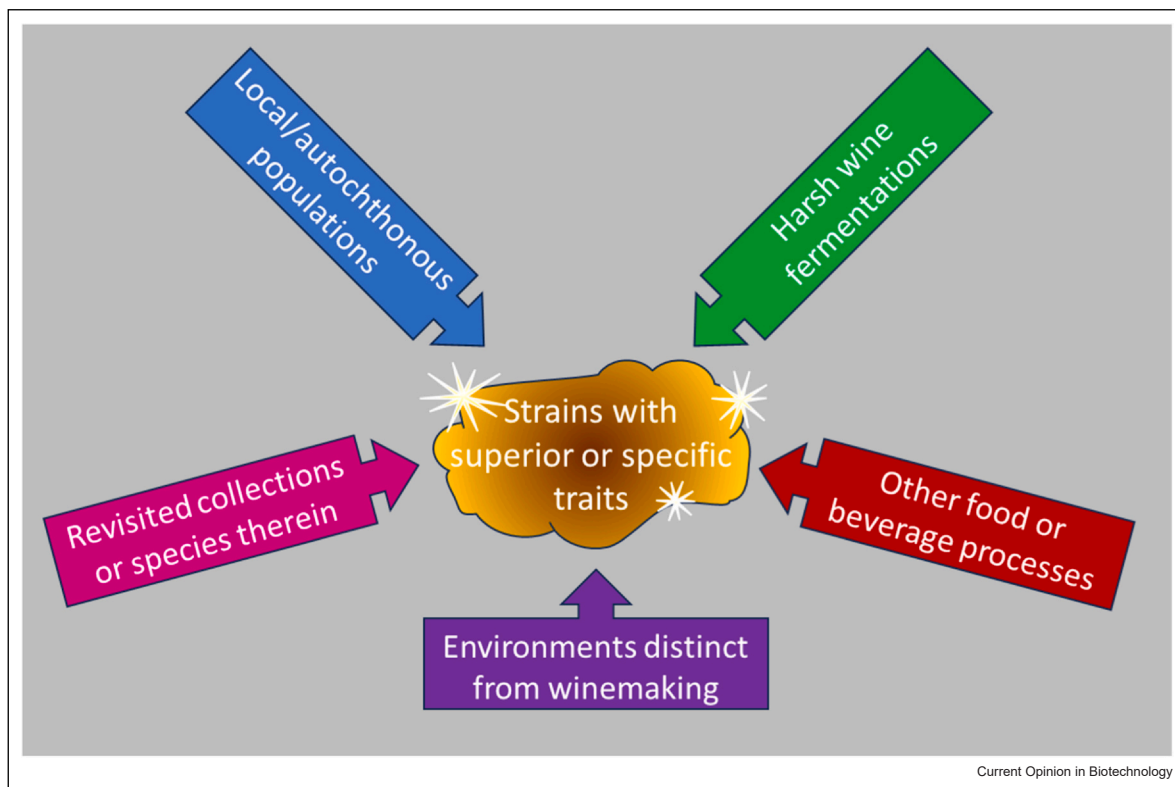 Local/autochthonous
populations
Harsh wine
fermentations
Strains with
superior or specific
traits
Revisited collections
or species therein
Other food or
beverage processes
Environments distinct
from winemaking
Current Opinion in Biotechnology